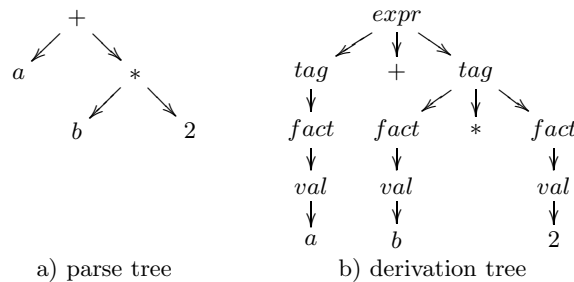 + expr
a * tag + tag
b 2 fact fact * fact
val val val
a b 2
a) parse tree b) derivation tree